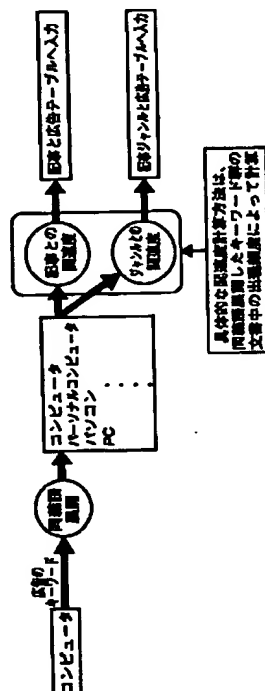 コンピュータ
広告の
キーワード
同義語
展開
コンピュータ
パーソナルコンピュータ
パソコン
PC
記事との
関連度
ジャンルとの
関連度
記事と広告テーブルへ入力
記事ジャンルと広告テーブルへ入力
具体的な関連度計算方法は、
同義語展開したキーワード群の
文書中の出現頻度によって計算